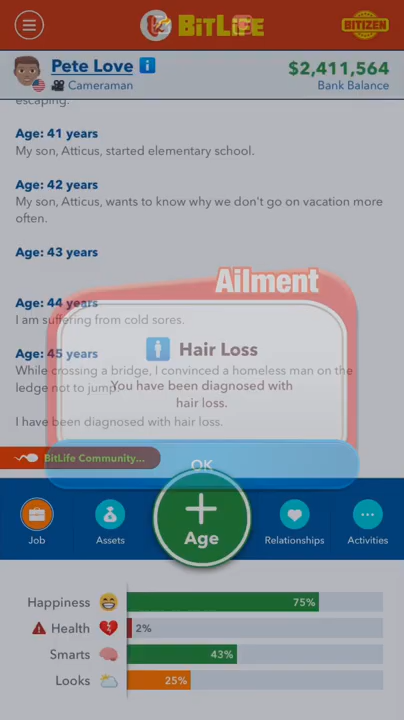 BitLife
BITIZEN
Pete Love i
$2,411,564
Cameraman
Bank Balance
escaping.
Age: 41 years
My son, Atticus, started elementary school.
Age: 42 years
My son, Atticus, wants to know why we don't go on vacation more
often.
Age: 43 years
Ailment
Age: 44 years
I am suffering from cold sores.
Hair Loss
Age: 45 years
While crossing a bridge, I convinced a homeless man on the
ledge not to jump.
You have been diagnosed with
hair loss.
I have been diagnosed with hair loss.
BitLife Community...
OK
Job
Assets
+
Age
Relationships
Activities
Happiness 75%
Health 2%
Smarts 43%
Looks 25%